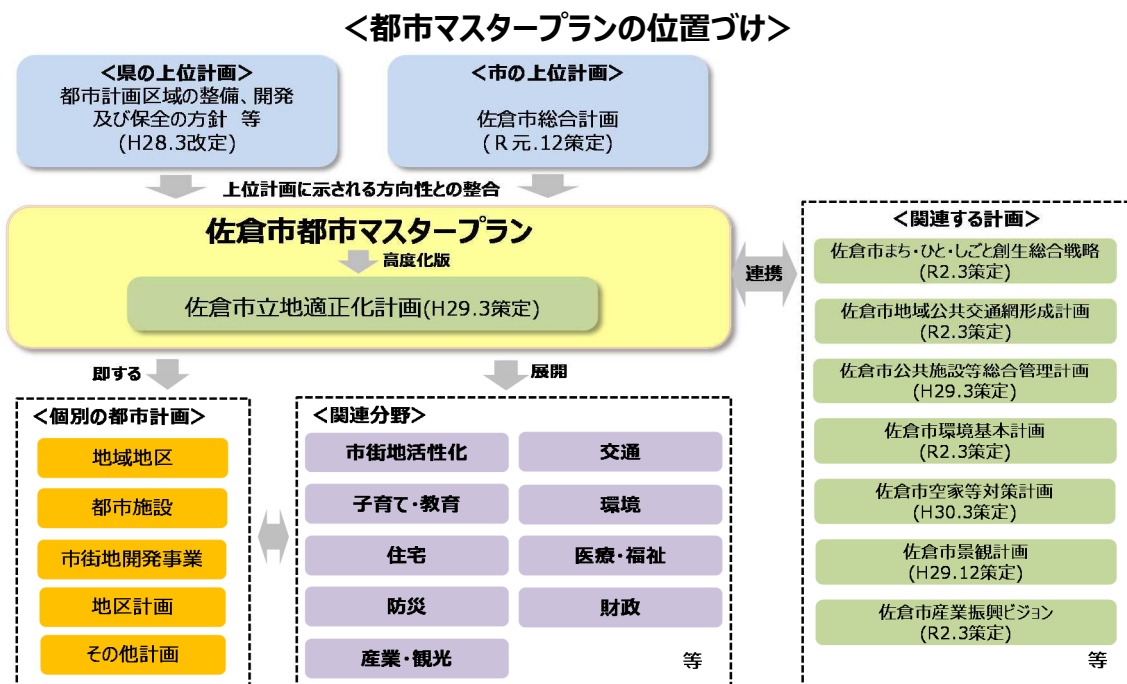 ＜都市マスタープランの位置づけ＞
＜県の上位計画＞
都市計画区域の整備、開発
及び保全の方針 等
(H28.3改定)
＜市の上位計画＞
佐倉市総合計画
(R元.12策定)
上位計画に示される方向性との整合
佐倉市都市マスタープラン
高度化版
佐倉市立地適正化計画(H29.3策定)
連携
即する
展開
＜個別の都市計画＞
地域地区
都市施設
市街地開発事業
地区計画
その他計画
＜関連分野＞
市街地活性化
交通
子育て・教育
環境
住宅
医療・福祉
防災
財政
産業・観光
等
＜関連する計画＞
佐倉市まち・ひと・しごと創生総合戦略
(R2.3策定)
佐倉市地域公共交通網形成計画
(R2.3策定)
佐倉市公共施設等総合管理計画
(H29.3策定)
佐倉市環境基本計画
(R2.3策定)
佐倉市空家等対策計画
(H30.3策定)
佐倉市景観計画
(H29.12策定)
佐倉市産業振興ビジョン
(R2.3策定)
等